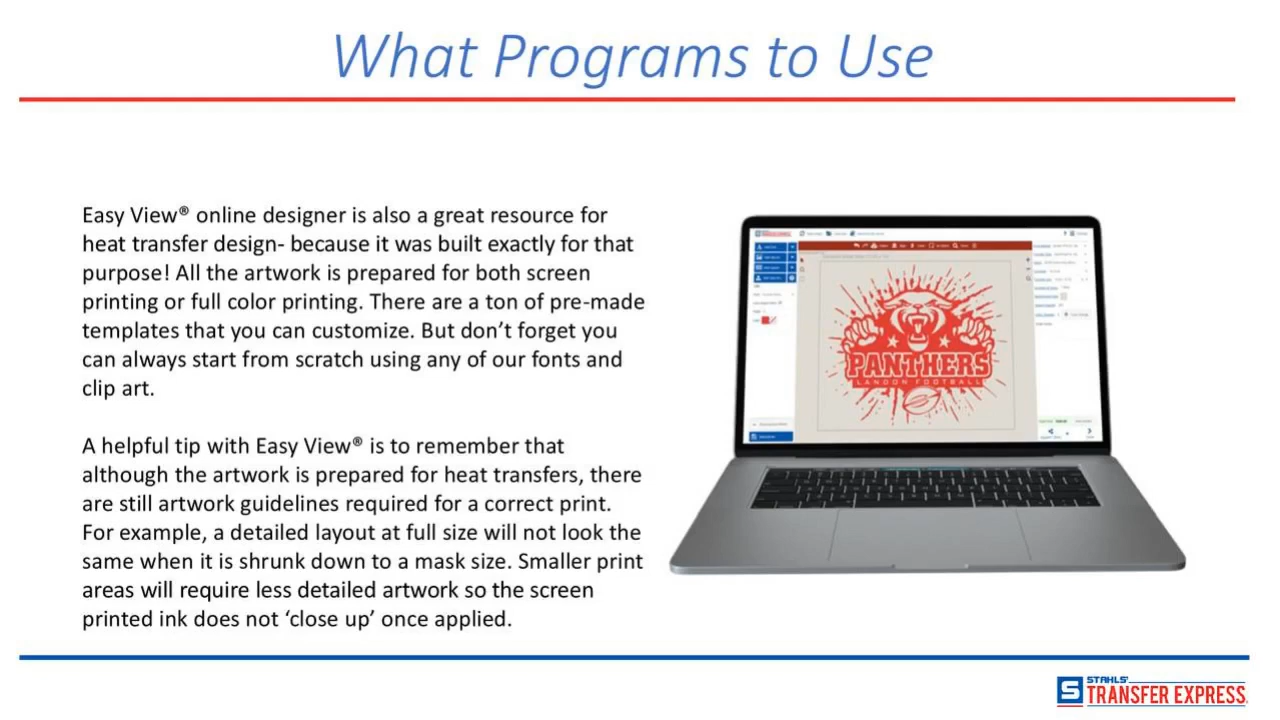 What Programs to Use
Easy View® online designer is also a great resource for
heat transfer design- because it was built exactly for that
purpose! All the artwork is prepared for both screen
printing or full color printing. There are a ton of pre-made
templates that you can customize. But don’t forget you
can always start from scratch using any of our fonts and
clip art.
A helpful tip with Easy View® is to remember that
although the artwork is prepared for heat transfers, there
are still artwork guidelines required for a correct print.
For example, a detailed layout at full size will not look the
same when it is shrunk down to a mask size. Smaller print
areas will require less detailed artwork so the screen
printed ink does not ‘close up’ once applied.
TRANSFER EXPRESS
PANTHERS
LANDON FOOTBALL
S STAHLS'
TRANSFER EXPRESS.